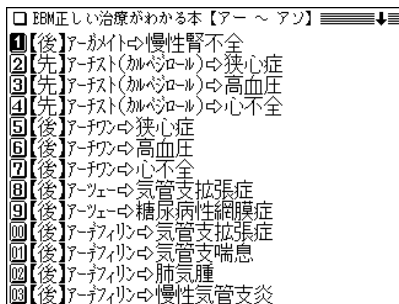 □ EBM正しい治療がわかる本【アー ～ アソ】
1【後】アーガメイト⇨慢性腎不全
2【先】アーチスト(カルベジロール)⇨狭心症
3【先】アーチスト(カルベジロール)⇨高血圧
4【先】アーチスト(カルベジロール)⇨心不全
5【後】アーチワン⇨狭心症
6【後】アーチワン⇨高血圧
7【後】アーチワン⇨心不全
8【後】アーツェー⇨気管支拡張症
9【後】アーツェー⇨糖尿病性網膜症
00【後】アーデフィリン⇨気管支拡張症
01【後】アーデフィリン⇨気管支喘息
02【後】アーデフィリン⇨肺気腫
03【後】アーデフィリン⇨慢性気管支炎